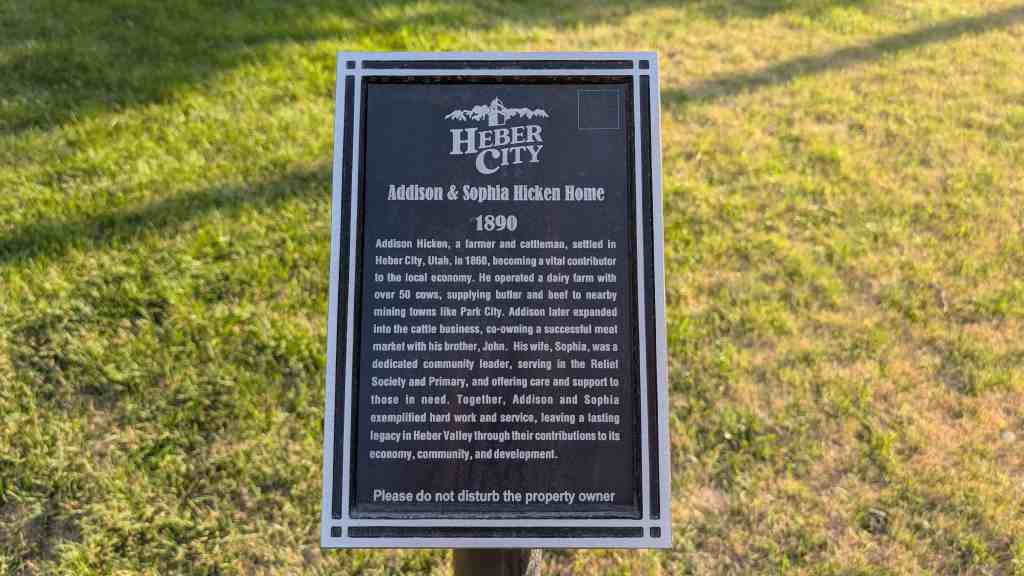 HEBER
CITY
Addison & Sophia Hicken Home
1890
Addison Hicken, a farmer and cattleman, settled in
Heber City, Utah, in 1860, becoming a vital contributor
to the local economy. He operated a dairy farm with
over 50 cows, supplying butter and beef to nearby
mining towns like Park City. Addison later expanded
into the cattle business, co-owning a successful meet
market with his brother, John. His wife, Sophia, was a
dedicated community leader, serving in the Relief
Society and Primary, and offering care and support to
those in need. Together, Addison and Sophia
exemplified hard work and service, leaving a lasting
legacy in Heber Valley through their contributions to its
economy, community, and development.
Please do not disturb the property owner